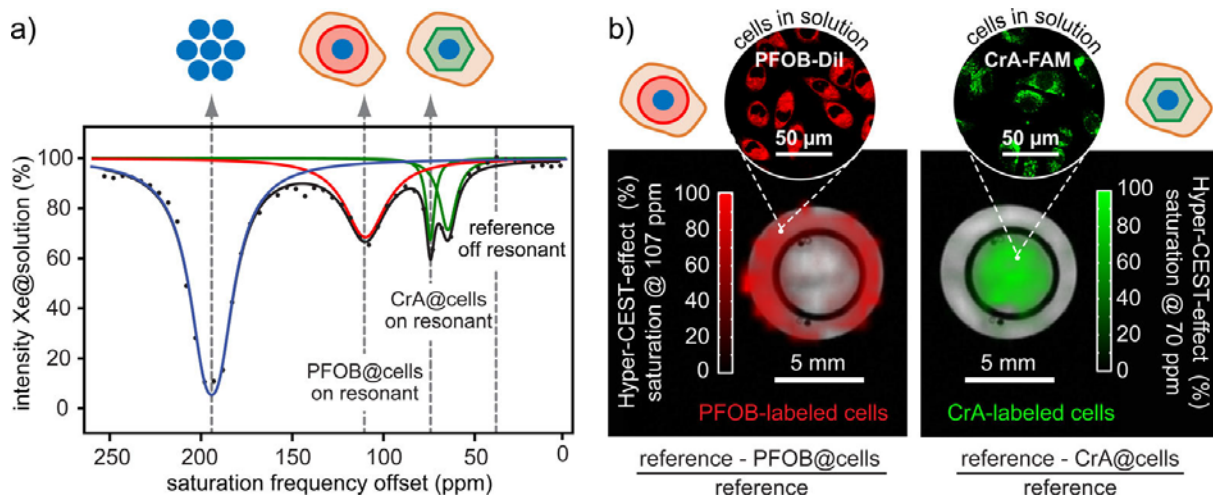 a)
100
80
60
40
20
0
intensity Xe@solution (%)
250
200
150
100
50
0
saturation frequency offset (ppm)
reference
off resonant
CrA@cells
on resonant
PFOB@cells
on resonant
b)
cells in solution
PFOB-DiI
50 µm
cells in solution
CrA-FAM
50 µm
Hyper-CEST-effect (%)
saturation @ 107 ppm
100
80
60
40
20
0
5 mm
PFOB-labeled cells
5 mm
CrA-labeled cells
100
80
60
40
20
0
Hyper-CEST-effect (%)
saturation @ 70 ppm
reference - PFOB@cells
reference
reference - CrA@cells
reference